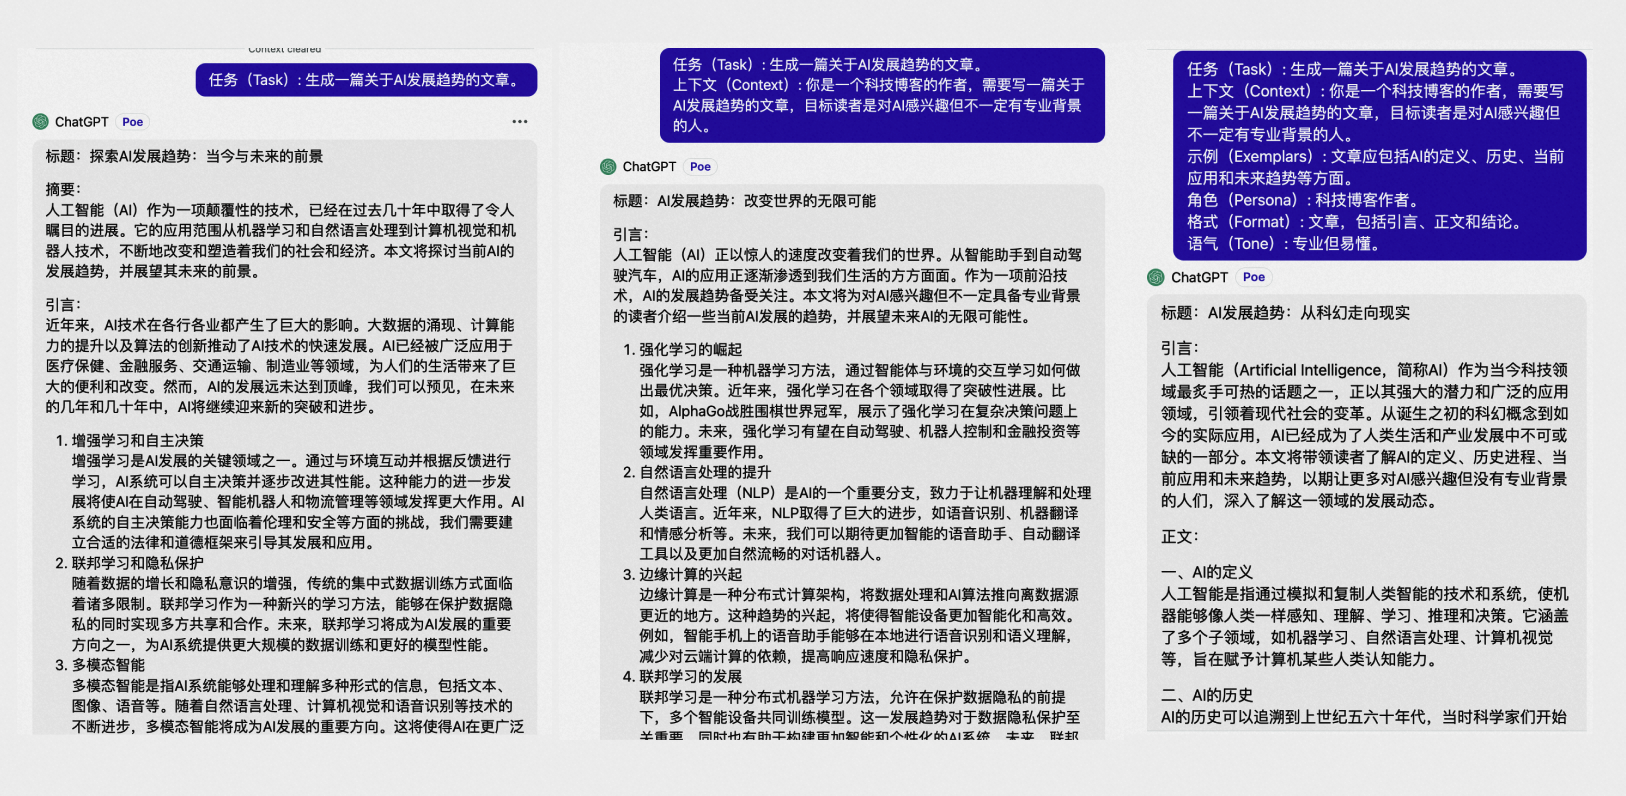 Context cleared
任务（Task）：生成一篇关于AI发展趋势的文章。
ChatGPT Poe
标题：探索AI发展趋势：当今与未来的前景
摘要：
人工智能（AI）作为一项颠覆性的技术，已经在过去几十年中取得了令人
瞩目的进展。它的应用范围从机器学习和自然语言处理到计算机视觉和机
器人技术，不断地改变和塑造着我们的社会和经济。本文将探讨当前AI的
发展趋势，并展望其未来的前景。
引言：
近年来，AI技术在各行各业都产生了巨大的影响。大数据的涌现、计算能
力的提升以及算法的创新推动了AI技术的快速发展。AI已经被广泛应用于
医疗保健、金融服务、交通运输、制造业等领域，为人们的生活带来了巨
大的便利和改变。然而，AI的发展远未达到顶峰，我们可以预见，在未来
的几年和几十年中，AI将继续迎来新的突破和进步。
1. 增强学习和自主决策
增强学习是AI发展的关键领域之一。通过与环境互动并根据反馈进行
学习，AI系统可以自主决策并逐步改进其性能。这种能力的进一步发
展将使AI在自动驾驶、智能机器人和物流管理等领域发挥更大作用。AI
系统的自主决策能力也面临着伦理和安全等方面的挑战，我们需要建
立合适的法律和道德框架来引导其发展和应用。
2. 联邦学习和隐私保护
随着数据的增长和隐私意识的增强，传统的集中式数据训练方式面临
着诸多限制。联邦学习作为一种新兴的学习方法，能够在保护数据隐
私的同时实现多方共享和合作。未来，联邦学习将成为AI发展的重要
方向之一，为AI系统提供更大规模的数据训练和更好的模型性能。
3. 多模态智能
多模态智能是指AI系统能够处理和理解多种形式的信息，包括文本、
图像、语音等。随着自然语言处理、计算机视觉和语音识别等技术的
不断进步，多模态智能将成为AI发展的重要方向。这将使得AI在更广泛
任务（Task）：生成一篇关于AI发展趋势的文章。
上下文（Context）：你是一个科技博客的作者，需要写一篇关于
AI发展趋势的文章，目标读者是对AI感兴趣但不一定有专业背景
的人。
ChatGPT Poe
标题：AI发展趋势：改变世界的无限可能
引言：
人工智能（AI）正以惊人的速度改变着我们的世界。从智能助手到自动驾
驶汽车，AI的应用正逐渐渗透到我们生活的方方面面。作为一项前沿技
术，AI的发展趋势备受关注。本文将为对AI感兴趣但不一定具备专业背景
的读者介绍一些当前AI发展的趋势，并展望未来AI的无限可能性。
1. 强化学习的崛起
强化学习是一种机器学习方法，通过智能体与环境的交互学习如何做
出最优决策。近年来，强化学习在各个领域取得了突破性进展。比
如，AlphaGo战胜围棋世界冠军，展示了强化学习在复杂决策问题上
的能力。未来，强化学习有望在自动驾驶、机器人控制和金融投资等
领域发挥重要作用。
2. 自然语言处理的提升
自然语言处理（NLP）是AI的一个重要分支，致力于让机器理解和处理
人类语言。近年来，NLP取得了巨大的进步，如语音识别、机器翻译
和情感分析等。未来，我们可以期待更加智能的语音助手、自动翻译
工具以及更加自然流畅的对话机器人。
3. 边缘计算的兴起
边缘计算是一种分布式计算架构，将数据处理和AI算法推向离数据源
更近的地方。这种趋势的兴起，将使得智能设备更加智能化和高效。
例如，智能手机上的语音助手能够在本地进行语音识别和语义理解，
减少对云端计算的依赖，提高响应速度和隐私保护。
4. 联邦学习的发展
联邦学习是一种分布式机器学习方法，允许在保护数据隐私的前提
下，多个智能设备共同训练模型。这一发展趋势对于数据隐私保护至
关重要，同时也有助于构建更加智能和个性化的AI系统。未来，联邦
任务（Task）：生成一篇关于AI发展趋势的文章。
上下文（Context）：你是一个科技博客的作者，需要写
一篇关于AI发展趋势的文章，目标读者是对AI感兴趣但
不一定有专业背景的人。
示例（Exemplars）：文章应包括AI的定义、历史、当前
应用和未来趋势等方面。
角色（Persona）：科技博客作者。
格式（Format）：文章，包括引言、正文和结论。
语气（Tone）：专业但易懂。
ChatGPT Poe
标题：AI发展趋势：从科幻走向现实
引言：
人工智能（Artificial Intelligence，简称AI）作为当今科技领
域最炙手可热的话题之一，正以其强大的潜力和广泛的应用
领域，引领着现代社会的变革。从诞生之初的科幻概念到如
今的实际应用，AI已经成为了人类生活和产业发展中不可或
缺的一部分。本文将带领读者了解AI的定义、历史进程、当
前应用和未来趋势，以期让更多对AI感兴趣但没有专业背景
的人们，深入了解这一领域的发展动态。
正文：
一、AI的定义
人工智能是指通过模拟和复制人类智能的技术和系统，使机
器能够像人类一样感知、理解、学习、推理和决策。它涵盖
了多个子领域，如机器学习、自然语言处理、计算机视觉
等，旨在赋予计算机某些人类认知能力。
二、AI的历史
AI的历史可以追溯到上世纪五六十年代，当时科学家们开始